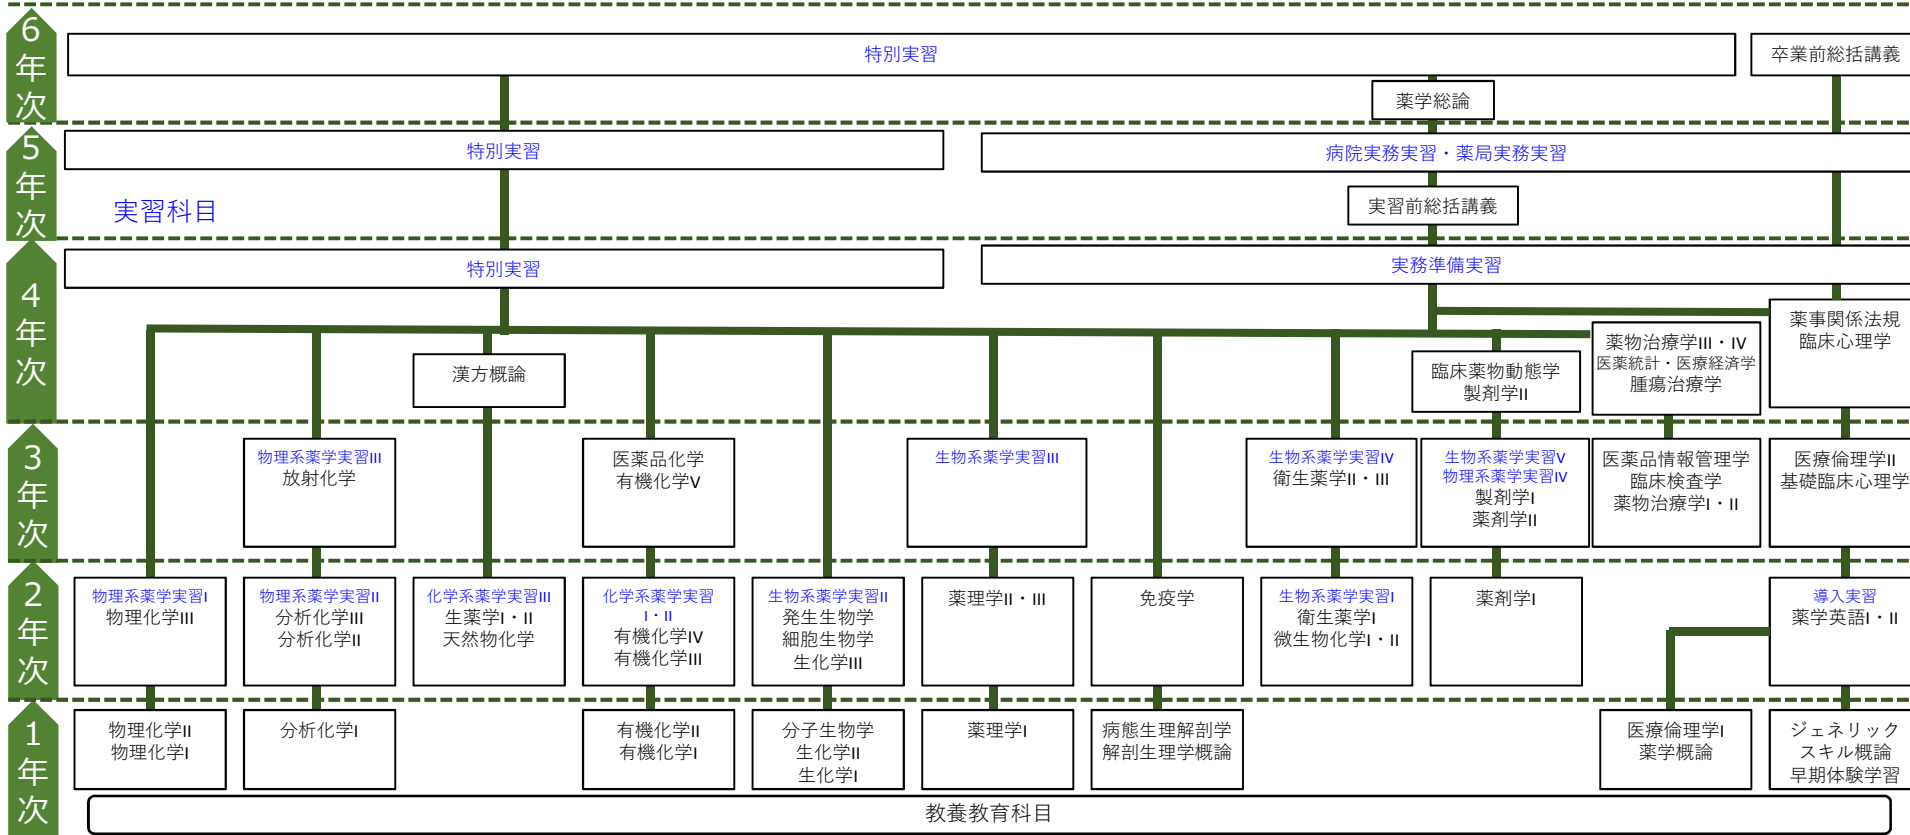 6
年
次
特別実習
卒業前総括講義
薬学総論
5
年
次
特別実習
病院実務実習・薬局実務実習
実習科目
実習前総括講義
4
年
次
特別実習
実務準備実習
漢方概論
臨床薬物動態学
製剤学II
薬物治療学III・IV
医薬統計・医療経済学
腫瘍治療学
薬事関係法規
臨床心理学
3
年
次
物理系薬学実習III
放射化学
医薬品化学
有機化学V
生物系薬学実習III
生物系薬学実習IV
衛生薬学II・III
生物系薬学実習V
物理系薬学実習IV
製剤学I
薬剤学II
医薬品情報管理学
臨床検査学
薬物治療学I・II
医療倫理学II
基礎臨床心理学
2
年
次
物理系薬学実習I
物理化学III
物理系薬学実習II
分析化学III
分析化学II
化学系薬学実習III
生薬学I・II
天然物化学
化学系薬学実習
I・II
有機化学IV
有機化学III
生物系薬学実習II
発生生物学
細胞生物学
生化学III
薬理学II・III
免疫学
生物系薬学実習I
衛生薬学I
微生物化学I・II
薬剤学I
導入実習
薬学英語I・II
1
年
次
物理化学II
物理化学I
分析化学I
有機化学II
有機化学I
分子生物学
生化学II
生化学I
薬理学I
病態生理解剖学
解剖生理学概論
医療倫理学I
薬学概論
ジェネリック
スキル概論
早期体験学習
教養教育科目